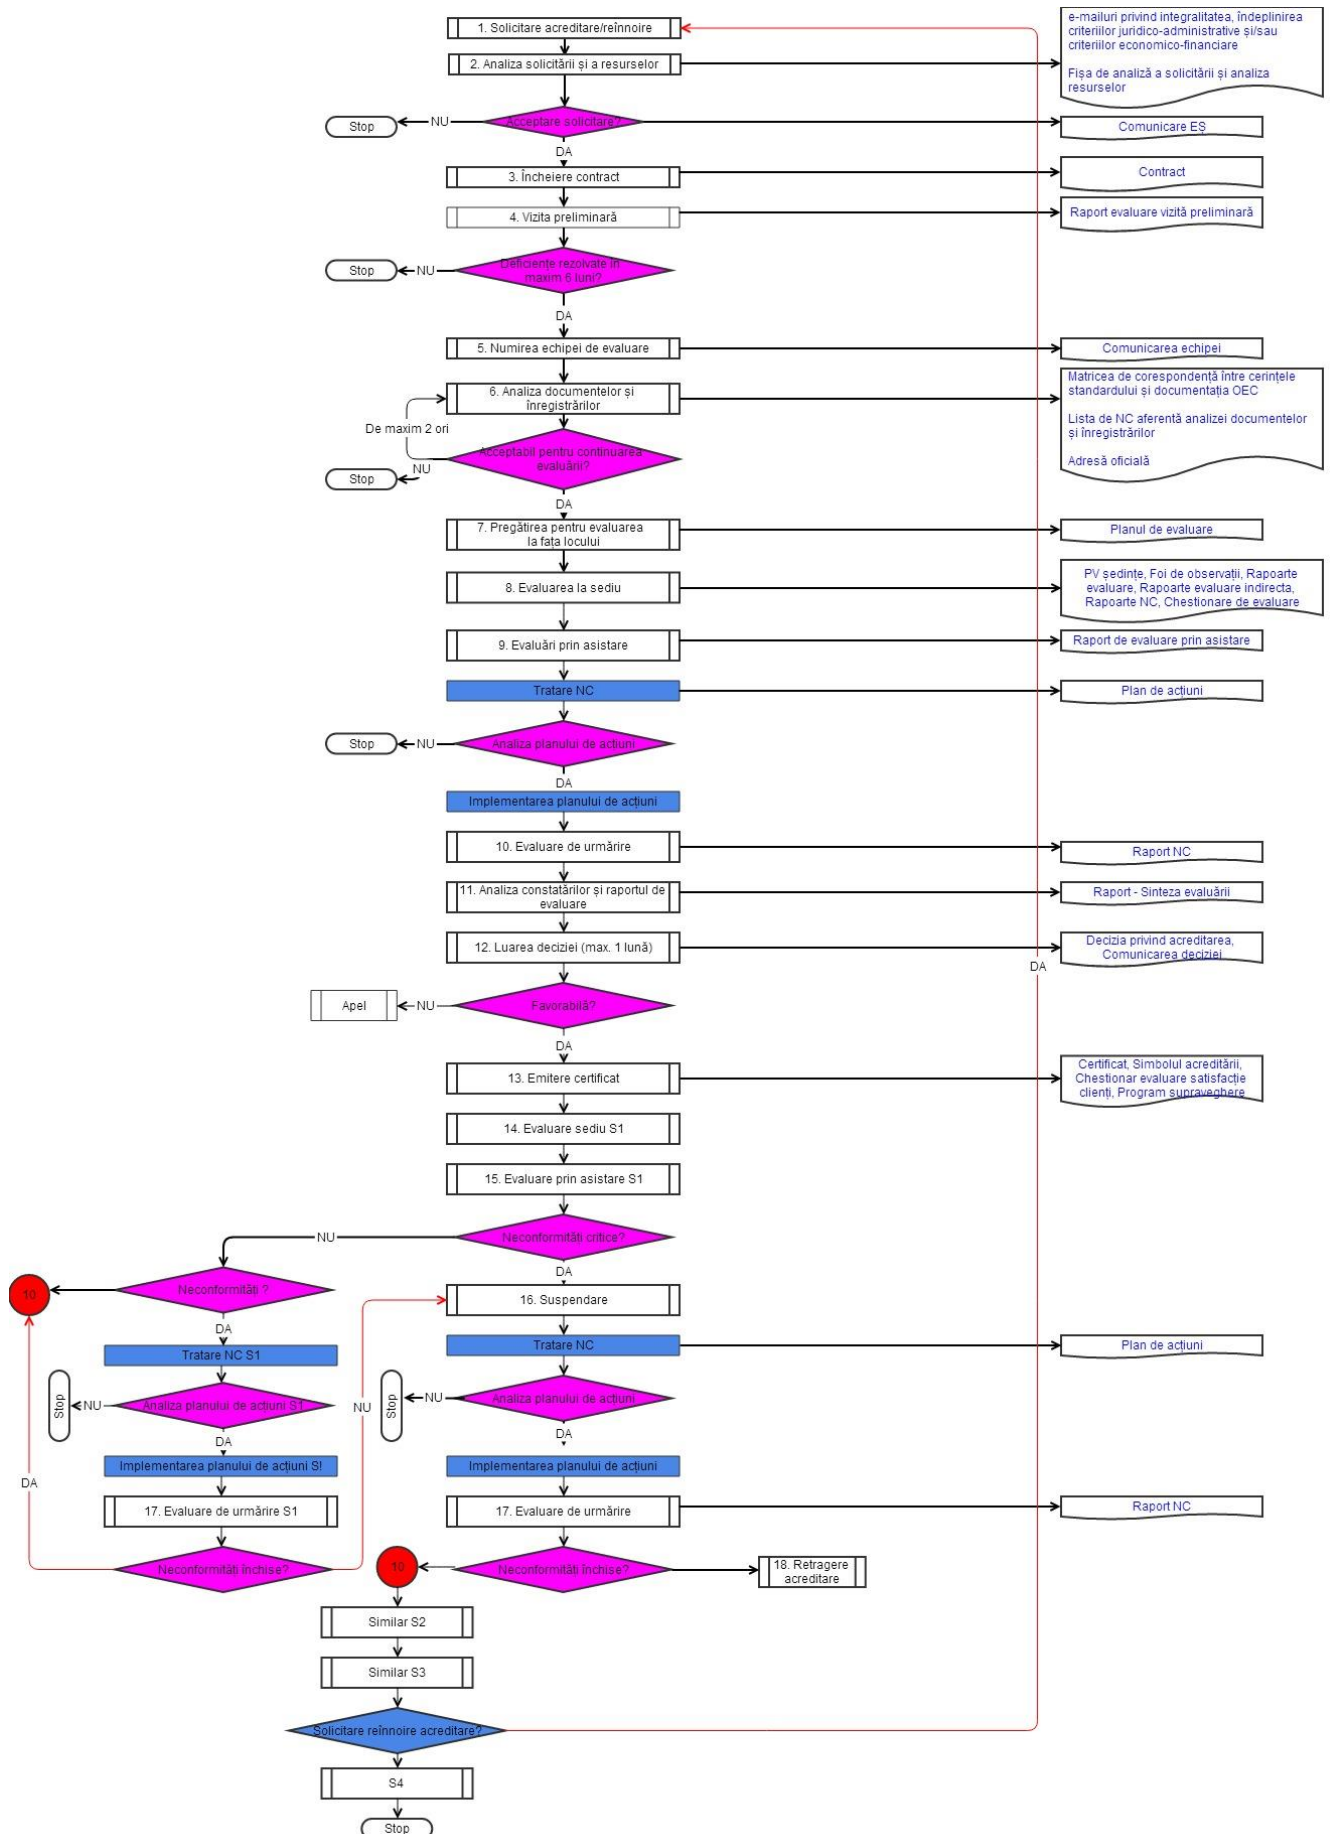 1. Solicitare acreditare/reînnoire
e-mailuri privind integralitatea, îndeplinirea
criteriilor juridico-administrative și/sau
criteriilor economico-financiare
Fișa de analiză a solicitării și analiza
resurselor
2. Analiza solicitării și a resurselor
Stop
NU
Acceptare solicitare?
Comunicare EȘ
DA
3. Încheiere contract
Contract
4. Vizita preliminară
Raport evaluare vizită preliminară
Stop
NU
Deficiențe rezolvate în
maxim 6 luni?
DA
5. Numirea echipei de evaluare
Comunicarea echipei
6. Analiza documentelor și
înregistrărilor
Matricea de corespondență între cerințele
standardului și documentația OEC
Lista de NC aferentă analizei documentelor
și înregistrărilor
Adresă oficială
De maxim 2 ori
Acceptabil pentru continuarea
evaluării?
NU
Stop
DA
7. Pregătirea pentru evaluarea
la fața locului
Planul de evaluare
8. Evaluarea la sediu
PV ședințe, Foi de observații, Rapoarte
evaluare, Rapoarte evaluare indirecta,
Rapoarte NC, Chestionare de evaluare
9. Evaluări prin asistare
Raport de evaluare prin asistare
Tratare NC
Plan de acțiuni
Stop
NU
Analiza planului de acțiuni
DA
Implementarea planului de acțiuni
10. Evaluare de urmărire
Raport NC
11. Analiza constatărilor și raportul de
evaluare
Raport - Sinteza evaluării
12. Luarea deciziei (max. 1 lună)
Decizia privind acreditarea,
Comunicarea deciziei
DA
Apel
NU
Favorabilă?
DA
13. Emitere certificat
Certificat, Simbolul acreditării,
Chestionar evaluare satisfacție
clienți, Program supraveghere
14. Evaluare sediu S1
15. Evaluare prin asistare S1
NU
Neconformități critice?
DA
10
Neconformități ?
16. Suspendare
DA
Tratare NC S1
Tratare NC
Plan de acțiuni
Stop
NU
Analiza planului de acțiuni S1
NU
Stop
NU
Analiza planului de acțiuni
DA
DA
Implementarea planului de acțiuni S!
Implementarea planului de acțiuni
DA
17. Evaluare de urmărire S1
17. Evaluare de urmărire
Raport NC
Neconformități închise?
10
Neconformități închise?
18. Retragere
acreditare
Similar S2
Similar S3
Solicitare reînnoire acreditare?
S4
Stop